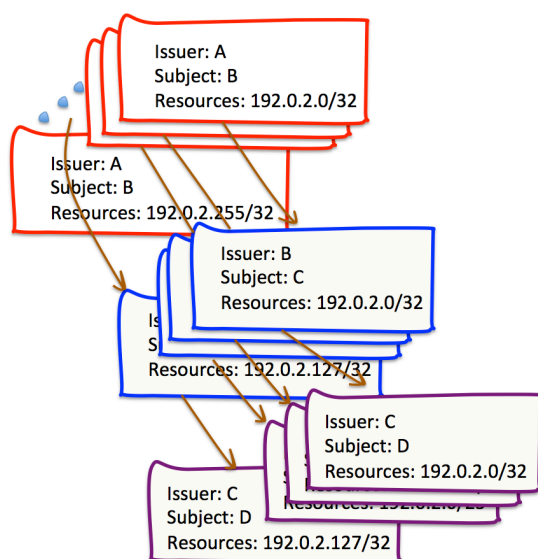 Issuer: A
Subject: B
Resources: 192.0.2.0/32
Issuer: A
Subject: B
Resources: 192.0.2.255/32
Issuer: B
Subject: C
Resources: 192.0.2.0/32
Resources: 192.0.2.127/32
Issuer: C
Subject: D
Resources: 192.0.2.0/32
Issuer: C
Subject: D
Resources: 192.0.2.127/32